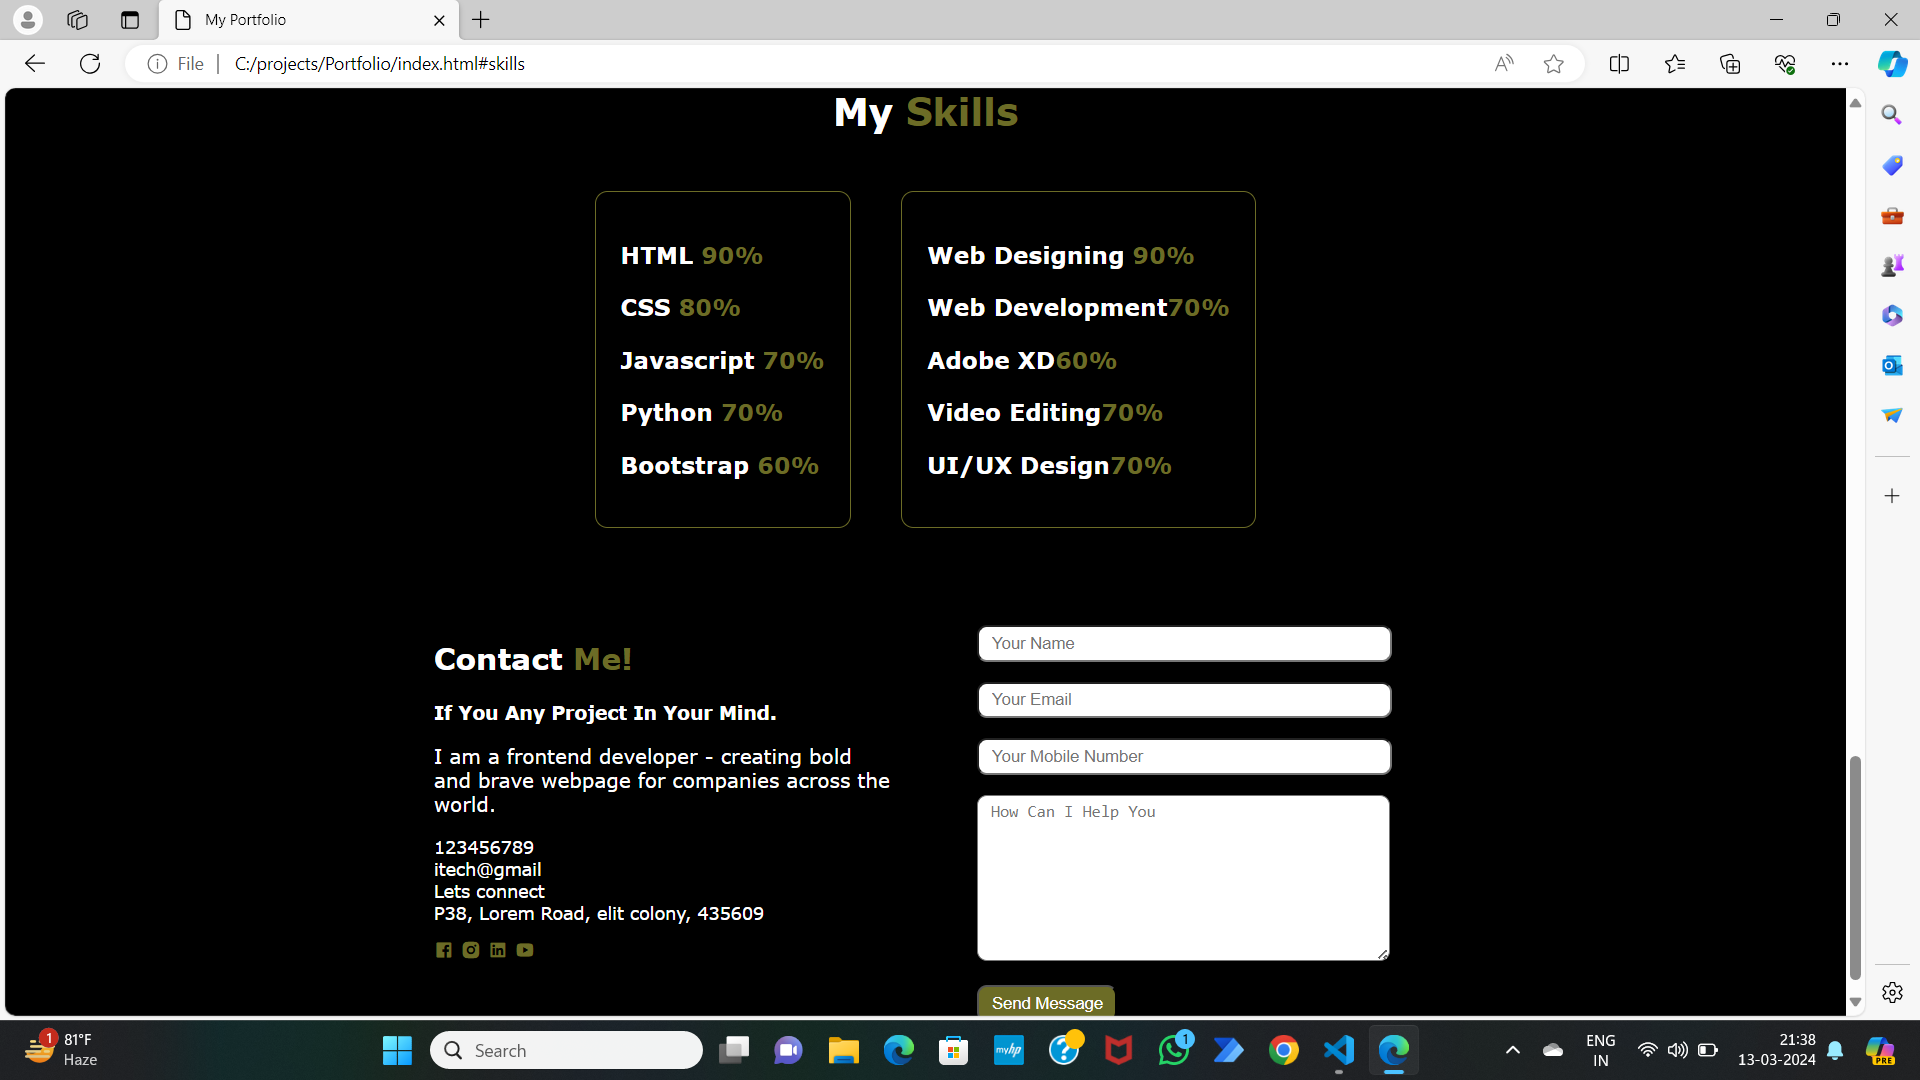 My Portfolio
File
C:/projects/Portfolio/index.html#skills
My Skills
HTML 90%
CSS 80%
Javascript 70%
Python 70%
Bootstrap 60%
Web Designing 90%
Web Development70%
Adobe XD60%
Video Editing70%
UI/UX Design70%
Contact Me!
If You Any Project In Your Mind.
I am a frontend developer - creating bold
and brave webpage for companies across the
world.
123456789
itech@gmail
Lets connect
P38, Lorem Road, elit colony, 435609
Your Name
Your Email
Your Mobile Number
How Can I Help You
Send Message
1
81°F
Haze
Search
myhp
1
ENG
IN
21:38
13-03-2024
PRE